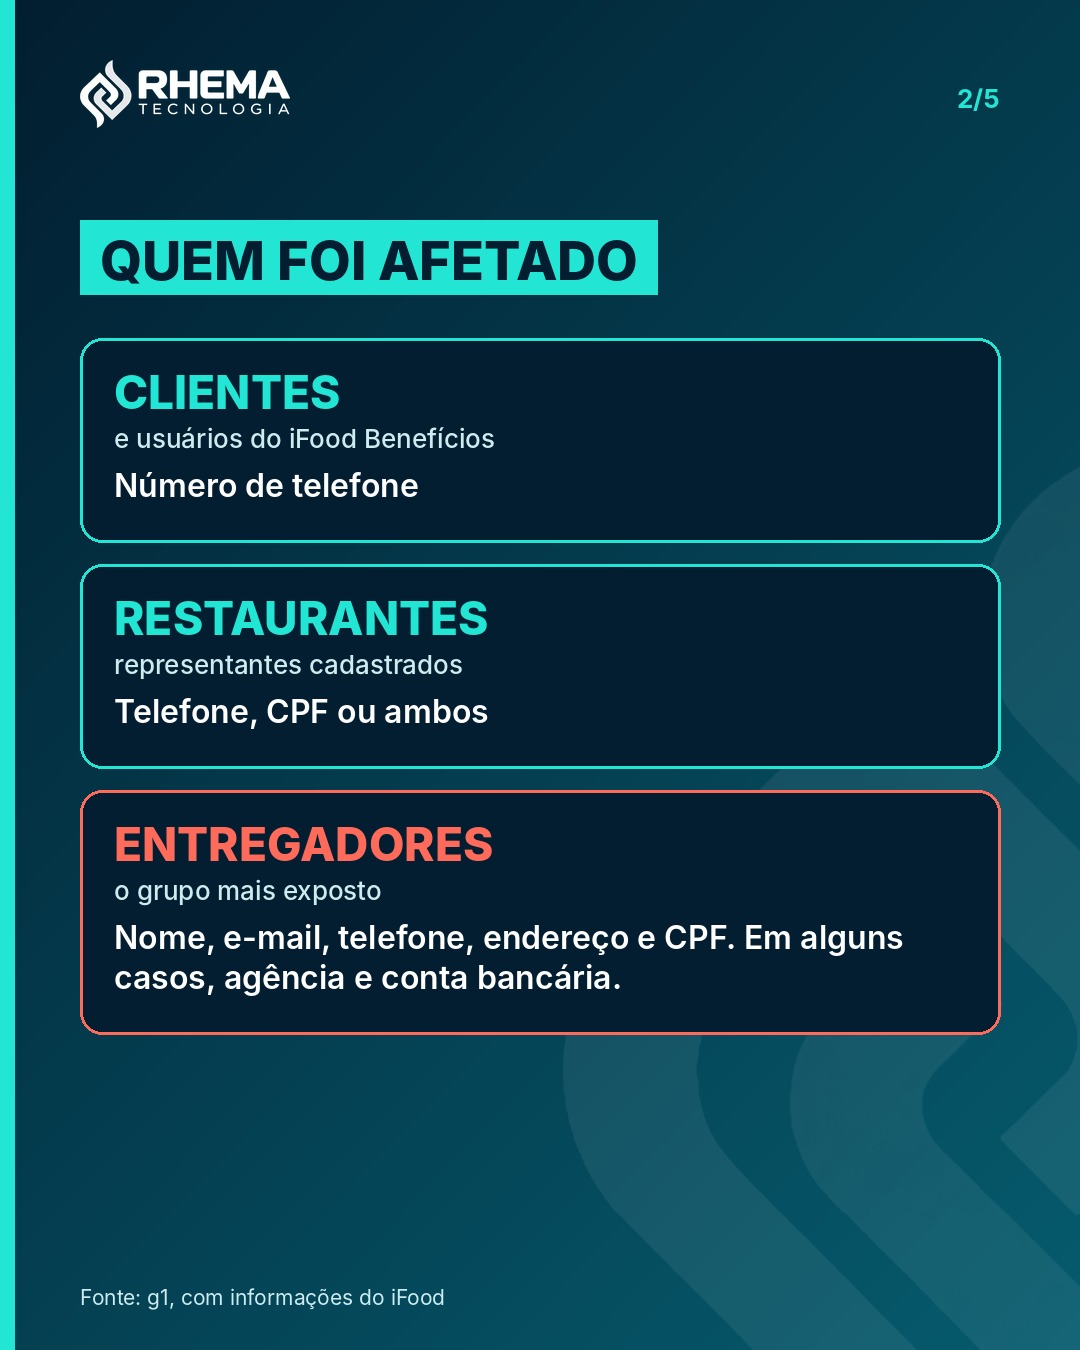 RHEMA
TECNOLOGIA
2/5
QUEM FOI AFETADO
CLIENTES
e usuários do iFood Benefícios
Número de telefone
RESTAURANTES
representantes cadastrados
Telefone, CPF ou ambos
ENTREGADORES
o grupo mais exposto
Nome, e-mail, telefone, endereço e CPF. Em alguns
casos, agência e conta bancária.
Fonte: g1, com informações do iFood